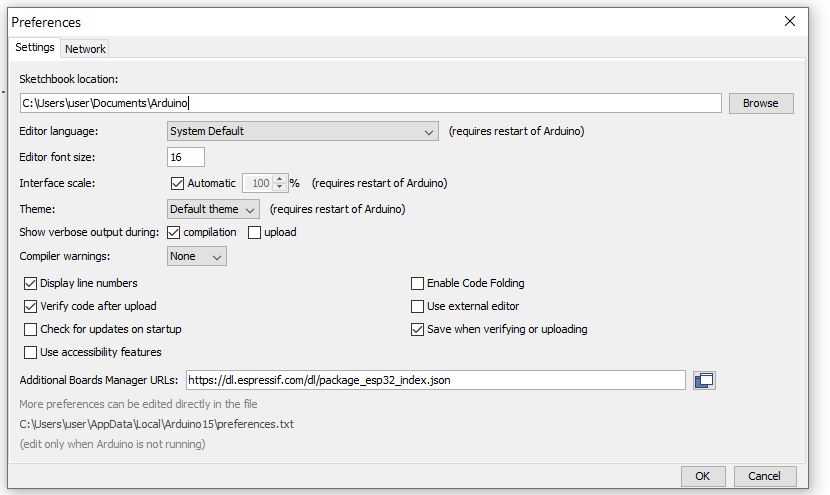 Preferences
Settings Network
Sketchbook location:
C:\Users\user\Documents\Arduino Browse
Editor language: System Default (requires restart of Arduino)
Editor font size: 16
Interface scale: Automatic 100 % (requires restart of Arduino)
Theme: Default theme (requires restart of Arduino)
Show verbose output during: compilation upload
Compiler warnings: None
Display line numbers Enable Code Folding
Verify code after upload Use external editor
Check for updates on startup Save when verifying or uploading
Use accessibility features
Additional Boards Manager URLs: https://dl.espressif.com/dl/package_esp32_index.json
More preferences can be edited directly in the file
C:\Users\user\AppData\Local\Arduino15\preferences.txt
(edit only when Arduino is not running)
OK Cancel